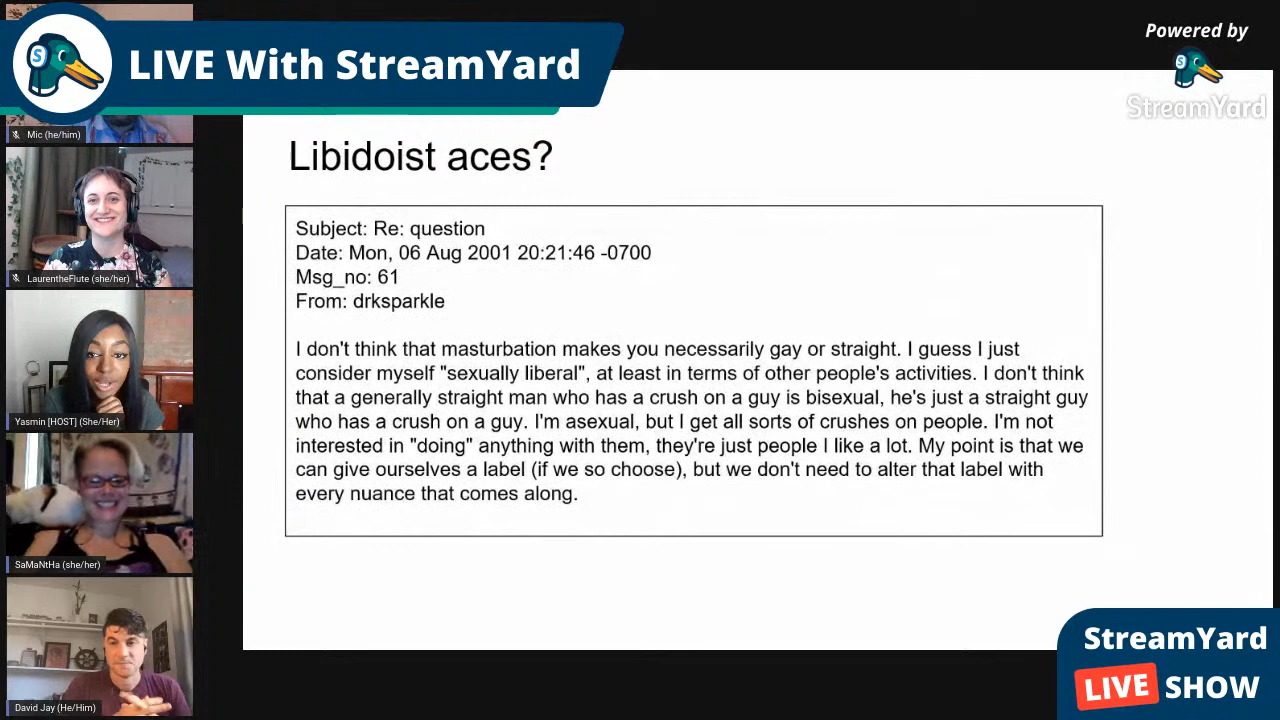 LIVE With StreamYard
Powered by
StreamYard
Mic (he/him)
LaurentheFlute (she/her)
Yasmin [HOST] (She/Her)
SaMaNtHa (she/her)
David Jay (He/Him)
Libidoist aces?
Subject: Re: question
Date: Mon, 06 Aug 2001 20:21:46 -0700
Msg_no: 61
From: drksparkle
I don't think that masturbation makes you necessarily gay or straight. I guess I just
consider myself "sexually liberal", at least in terms of other people's activities. I don't think
that a generally straight man who has a crush on a guy is bisexual, he's just a straight guy
who has a crush on a guy. I'm asexual, but I get all sorts of crushes on people. I'm not
interested in "doing" anything with them, they're just people I like a lot. My point is that we
can give ourselves a label (if we so choose), but we don't need to alter that label with
every nuance that comes along.
StreamYard
LIVE SHOW